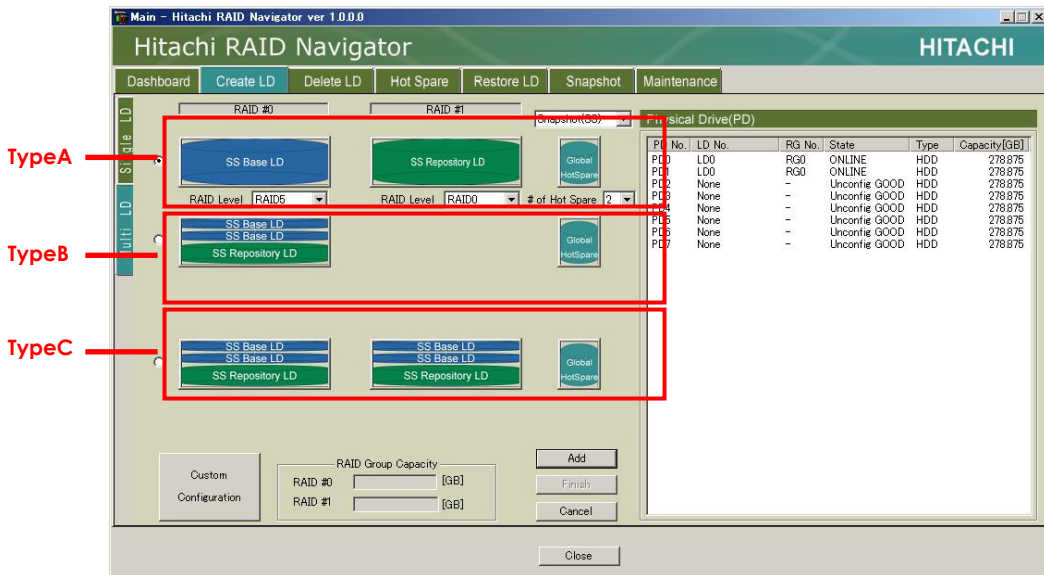 Main - Hitachi RAID Navigator ver 1.0.0.0
Hitachi RAID Navigator
HITACHI
Dashboard Create LD Delete LD Hot Spare Restore LD Snapshot Maintenance
Single LD
Multi LD
RAID #0 RAID #1 Snapshot(SS)
TypeA
SS Base LD SS Repository LD Global
HotSpare
RAID Level RAID5 RAID Level RAID0 # of Hot Spare 2
TypeB
SS Base LD
SS Base LD
SS Repository LD
Global
HotSpare
TypeC
SS Base LD SS Base LD
SS Base LD SS Base LD
SS Repository LD SS Repository LD
Global
HotSpare
Custom
Configuration
RAID Group Capacity
RAID #0 [GB]
RAID #1 [GB]
Add
Finish
Cancel
Physical Drive(PD)
PD No. LD No. RG No. State Type Capacity[GB]
PD0 LD0 RG0 ONLINE HDD 278.875
PD1 LD0 RG0 ONLINE HDD 278.875
PD2 None - Unconfig GOOD HDD 278.875
PD3 None - Unconfig GOOD HDD 278.875
PD4 None - Unconfig GOOD HDD 278.875
PD5 None - Unconfig GOOD HDD 278.875
PD6 None - Unconfig GOOD HDD 278.875
PD7 None - Unconfig GOOD HDD 278.875
Close